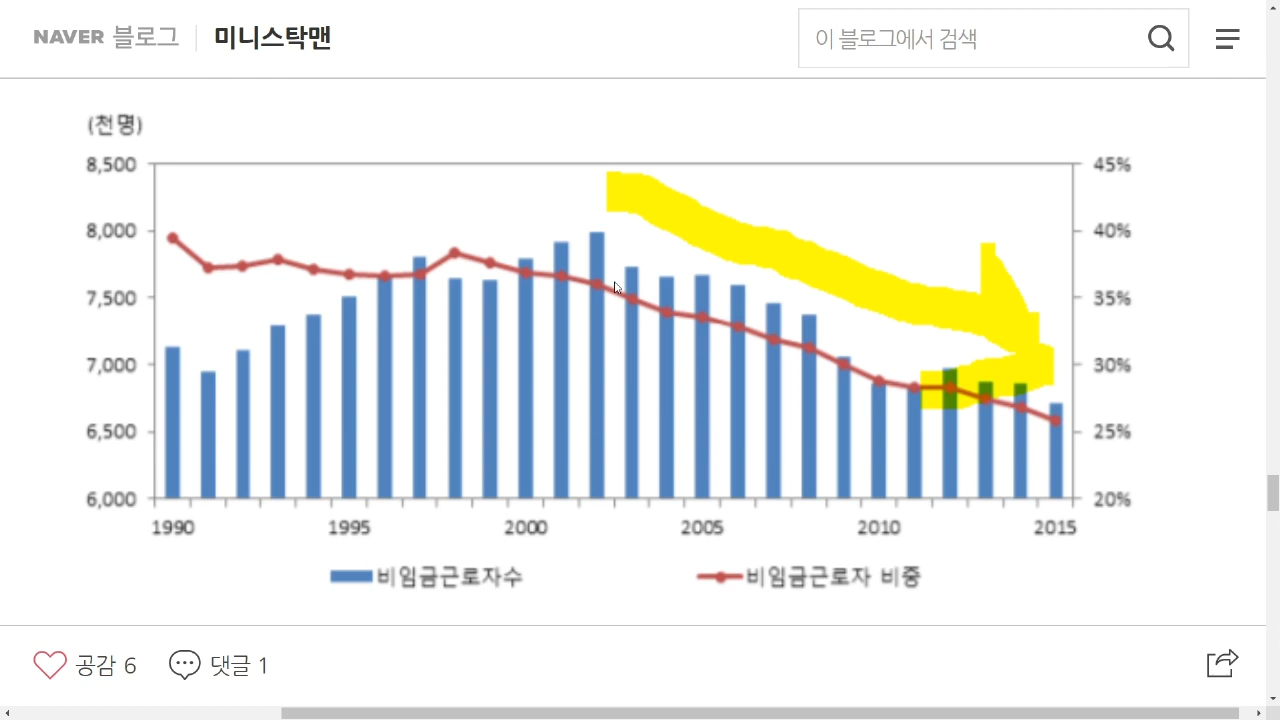 NAVER 블로그 미니스탁맨
이 블로그에서 검색
(천명)
8,500 45%
8,000 40%
7,500 35%
7,000 30%
6,500 25%
6,000 20%
1990 1995 2000 2005 2010 2015
비임금근로자수 비임금근로자 비중
공감 6 댓글 1